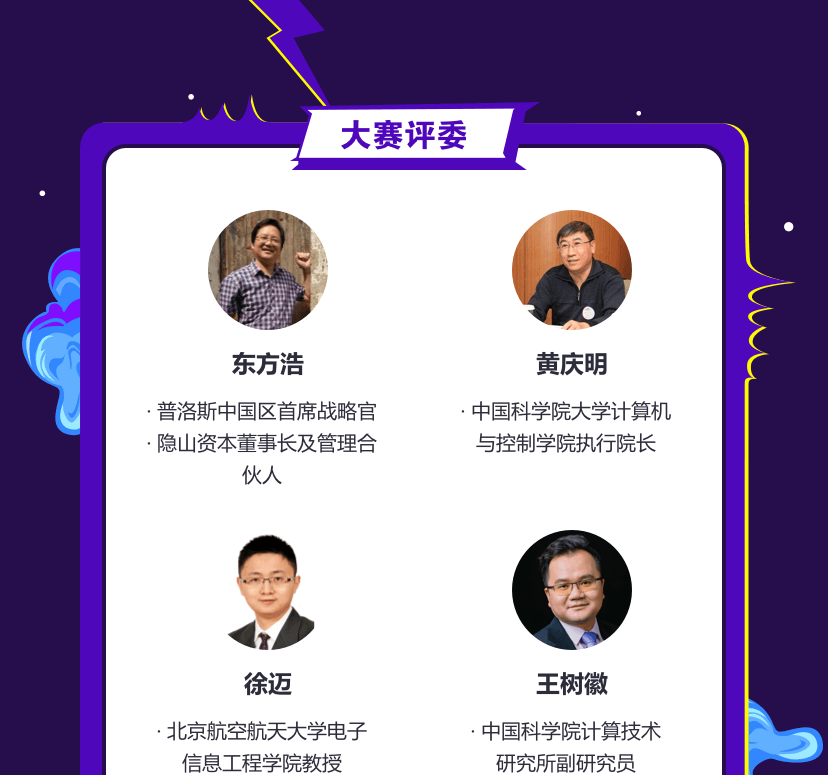 大赛评委
东方浩
· 普洛斯中国区首席战略官
· 隐山资本董事长及管理合
伙人
黄庆明
· 中国科学院大学计算机
与控制学院执行院长
徐迈
· 北京航空航天大学电子
信息工程学院教授
王树徽
· 中国科学院计算技术
研究所副研究员